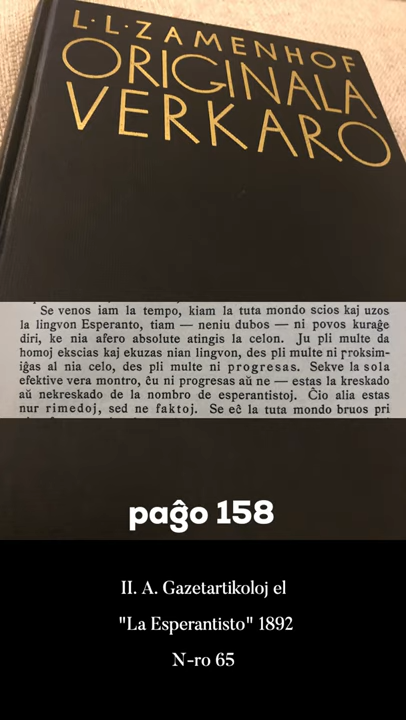 L·L·ZAMENHOF
ORIGINALA
VERKARO
Se venos iam la tempo, kiam la tuta mondo scios kaj uzos
la lingvon Esperanto, tiam — neniu dubos — ni povos kuraĝe
diri, ke nia afero absolute atingis la celon. Ju pli multe da
homoj ekscias kaj ekuzas nian lingvon, des pli multe ni proksim-
iĝas al nia celo, des pli multe ni progresas. Sekve la sola
efektive vera montro, ĉu ni progresas aŭ ne — estas la kreskado
aŭ nekreskado de la nombro de esperantistoj. Ĉio alia estas
nur rimedoj, sed ne faktoj. Se eĉ la tuta mondo bruos pri
paĝo 158
II. A. Gazetartikoloj el
"La Esperantisto" 1892
N-ro 65